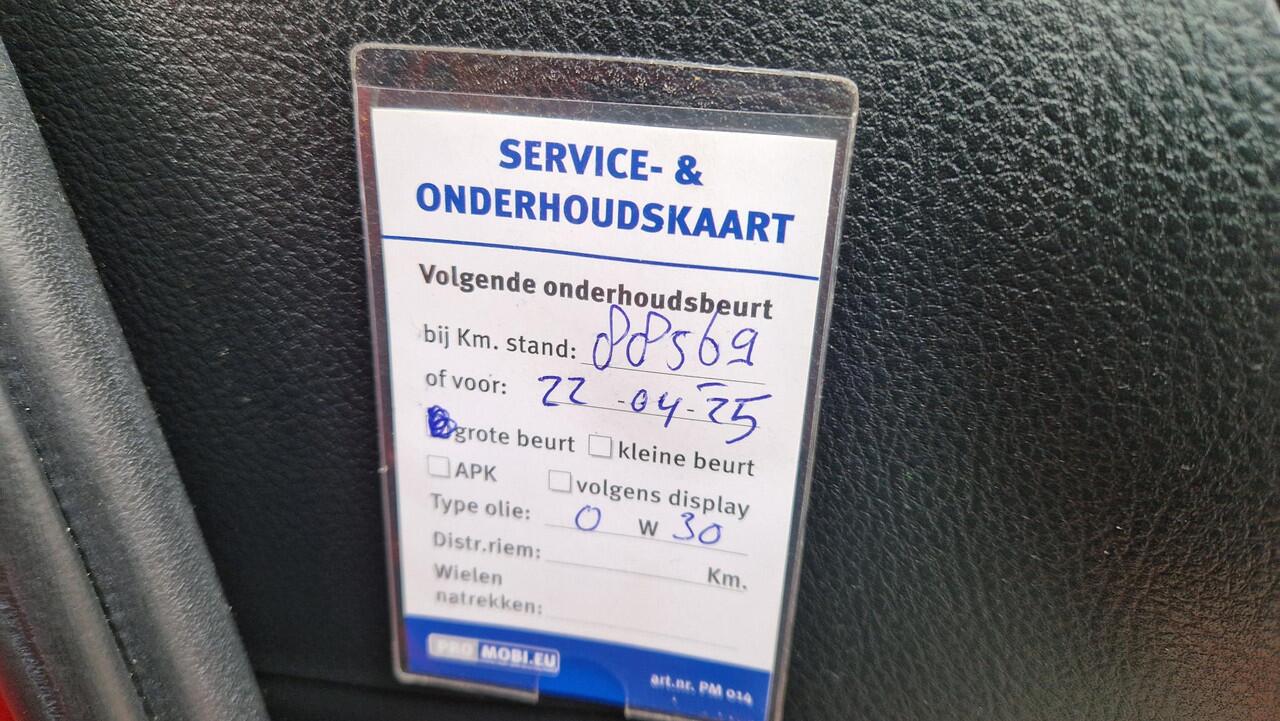 SERVICE- &
ONDERHOUDSKAART
Volgende onderhoudsbeurt
bij Km. stand: 88569
of voor: 22-04-25
grote beurt kleine beurt
APK volgens display
Type olie: 0 W 30
Distr.riem: Km.
Wielen
natrekken:
PRO MOBI.EU art.nr. PM 014